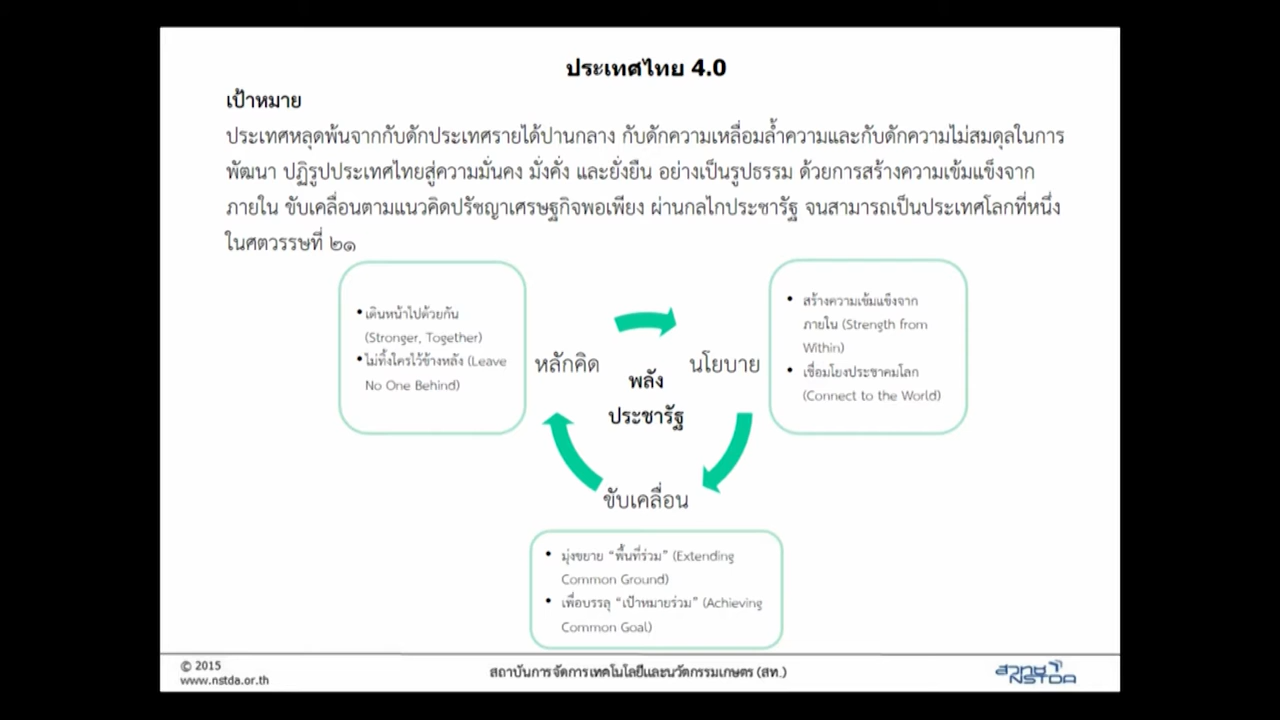 ประเทศไทย 4.0
เป้าหมาย
ประเทศหลุดพ้นจากกับดักประเทศรายได้ปานกลาง กับดักความเหลื่อมล้ำความและกับดักความไม่สมดุลในการ
พัฒนา ปฏิรูปประเทศไทยสู่ความมั่นคง มั่งคั่ง และยั่งยืน อย่างเป็นรูปธรรม ด้วยการสร้างความเข้มแข็งจาก
ภายใน ขับเคลื่อนตามแนวคิดปรัชญาเศรษฐกิจพอเพียง ผ่านกลไกประชารัฐ จนสามารถเป็นประเทศโลกที่หนึ่ง
ในศตวรรษที่ ๒๑
• เดินหน้าไปด้วยกัน
(Stronger, Together)
• ไม่ทิ้งใครไว้ข้างหลัง (Leave
No One Behind)
หลักคิด
พลัง
ประชารัฐ
นโยบาย
• สร้างความเข้มแข็งจาก
ภายใน (Strength from
Within)
• เชื่อมโยงประชาคมโลก
(Connect to the World)
ขับเคลื่อน
• มุ่งขยาย “พื้นที่ร่วม” (Extending
Common Ground)
• เพื่อบรรลุ “เป้าหมายร่วม” (Achieving
Common Goal)
© 2015
www.nstda.or.th
สถาบันการจัดการเทคโนโลยีและนวัตกรรมเกษตร (สท.)
สวทช
NSTDA